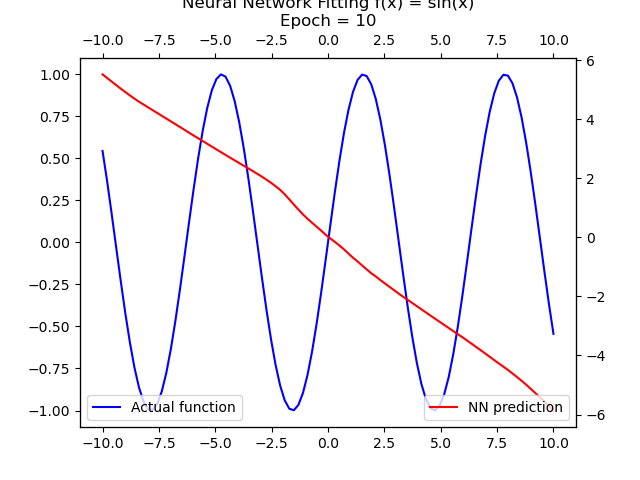 Neural Network Fitting f(x) = sin(x)
Epoch = 10
−10.0 −7.5 −5.0 −2.5 0.0 2.5 5.0 7.5 10.0
1.00
0.75
0.50
0.25
0.00
−0.25
−0.50
−0.75
−1.00
6
4
2
0
−2
−4
−6
Actual function
NN prediction
−10.0 −7.5 −5.0 −2.5 0.0 2.5 5.0 7.5 10.0